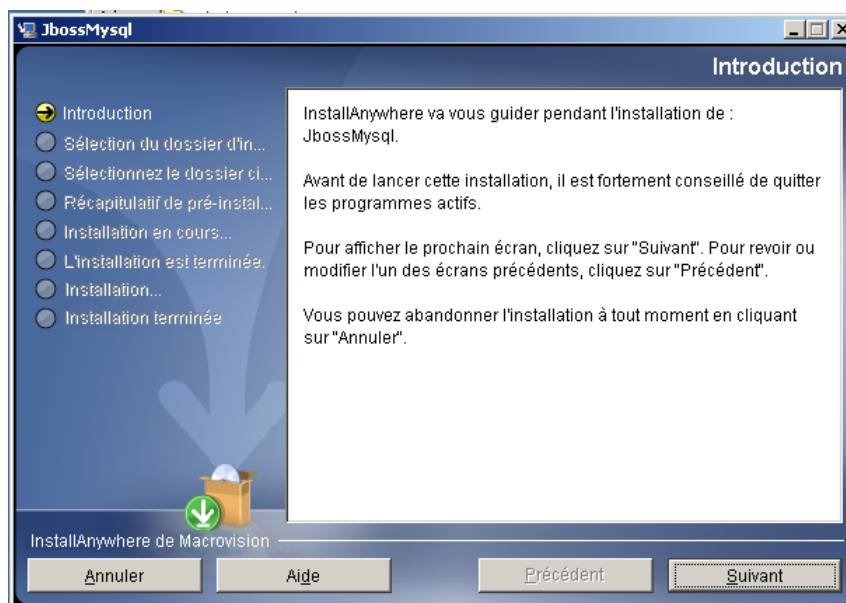 JbossMysql
Introduction
Introduction
Sélection du dossier d'in...
Sélectionnez le dossier ci...
Récapitulatif de pré-instal...
Installation en cours...
L'installation est terminée.
Installation...
Installation terminée
InstallAnywhere va vous guider pendant l'installation de :
JbossMysql.
Avant de lancer cette installation, il est fortement conseillé de quitter
les programmes actifs.
Pour afficher le prochain écran, cliquez sur "Suivant". Pour revoir ou
modifier l'un des écrans précédents, cliquez sur "Précédent".
Vous pouvez abandonner l'installation à tout moment en cliquant
sur "Annuler".
InstallAnywhere de Macrovision
Annuler
Aide
Précédent
Suivant